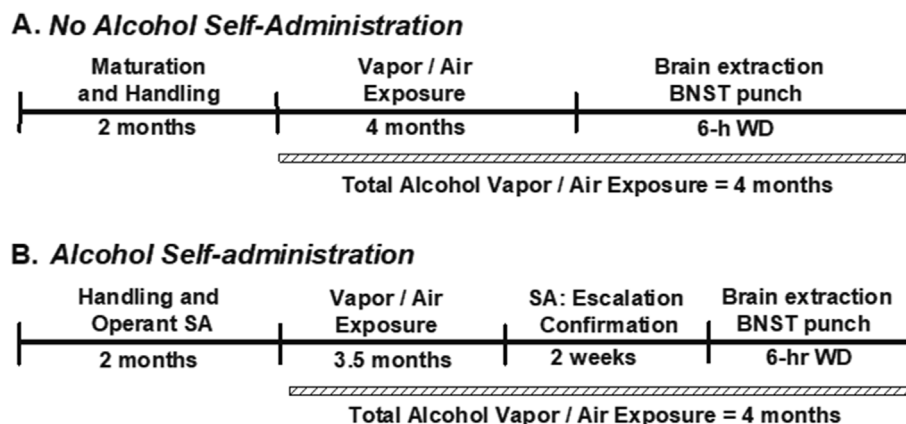 A. No Alcohol Self-Administration
Maturation and Handling
Vapor / Air Exposure
Brain extraction BNST punch
2 months
4 months
6-h WD
Total Alcohol Vapor / Air Exposure = 4 months
B. Alcohol Self-administration
Handling and Operant SA
Vapor / Air Exposure
SA: Escalation Confirmation
Brain extraction BNST punch
2 months
3.5 months
2 weeks
6-hr WD
Total Alcohol Vapor / Air Exposure = 4 months